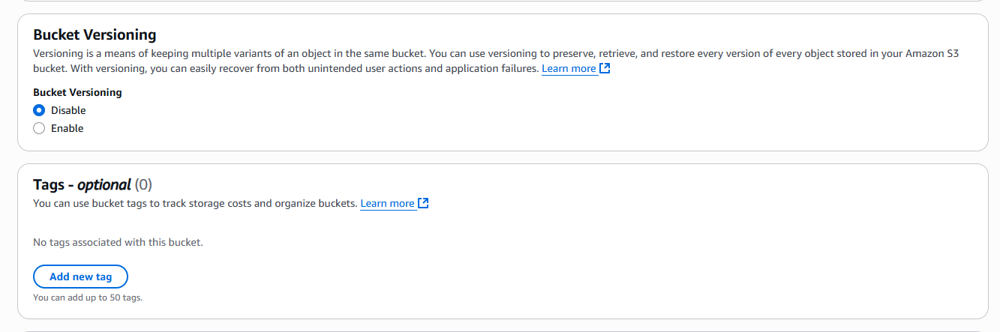 Bucket Versioning
Versioning is a means of keeping multiple variants of an object in the same bucket. You can use versioning to preserve, retrieve, and restore every version of every object stored in your Amazon S3
bucket. With versioning, you can easily recover from both unintended user actions and application failures. Learn more
Bucket Versioning
Disable
Enable
Tags - optional (0)
You can use bucket tags to track storage costs and organize buckets. Learn more
No tags associated with this bucket.
Add new tag
You can add up to 50 tags.